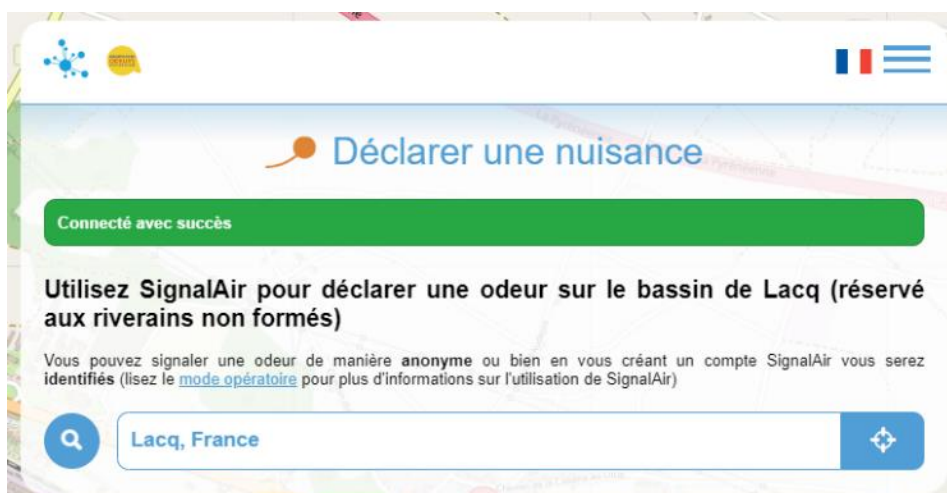 Déclarer une nuisance
Connecté avec succès
Utilisez SignalAir pour déclarer une odeur sur le bassin de Lacq (réservé
aux riverains non formés)
Vous pouvez signaler une odeur de manière anonyme ou bien en vous créant un compte SignalAir vous serez
identifiés (lisez le mode opératoire pour plus d'informations sur l'utilisation de SignalAir)
Lacq, France